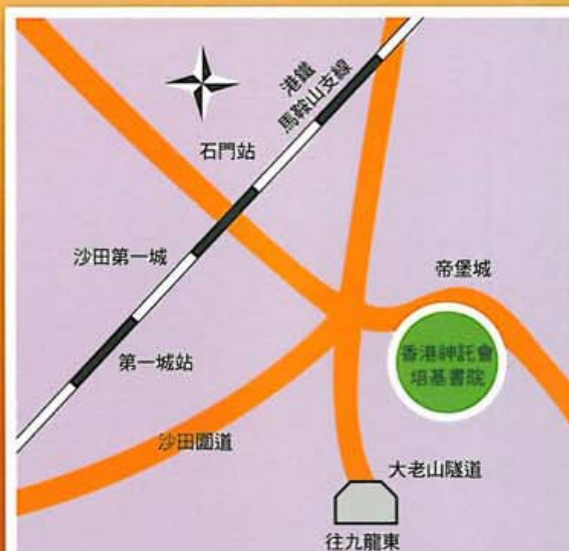 港鐵
馬鞍山支線
石門站
沙田第一城
帝堡城
第一城站
香港神託會
培基書院
沙田圍道
大老山隧道
往九龍東